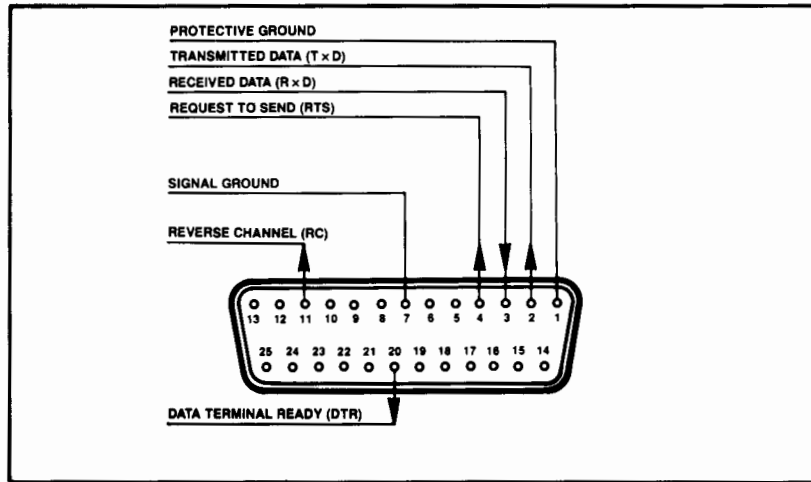 PROTECTIVE GROUND
TRANSMITTED DATA (T×D)
RECEIVED DATA (R×D)
REQUEST TO SEND (RTS)
SIGNAL GROUND
REVERSE CHANNEL (RC)
13 12 11 10 9 8 7 6 5 4 3 2 1
25 24 23 22 21 20 19 18 17 16 15 14
DATA TERMINAL READY (DTR)